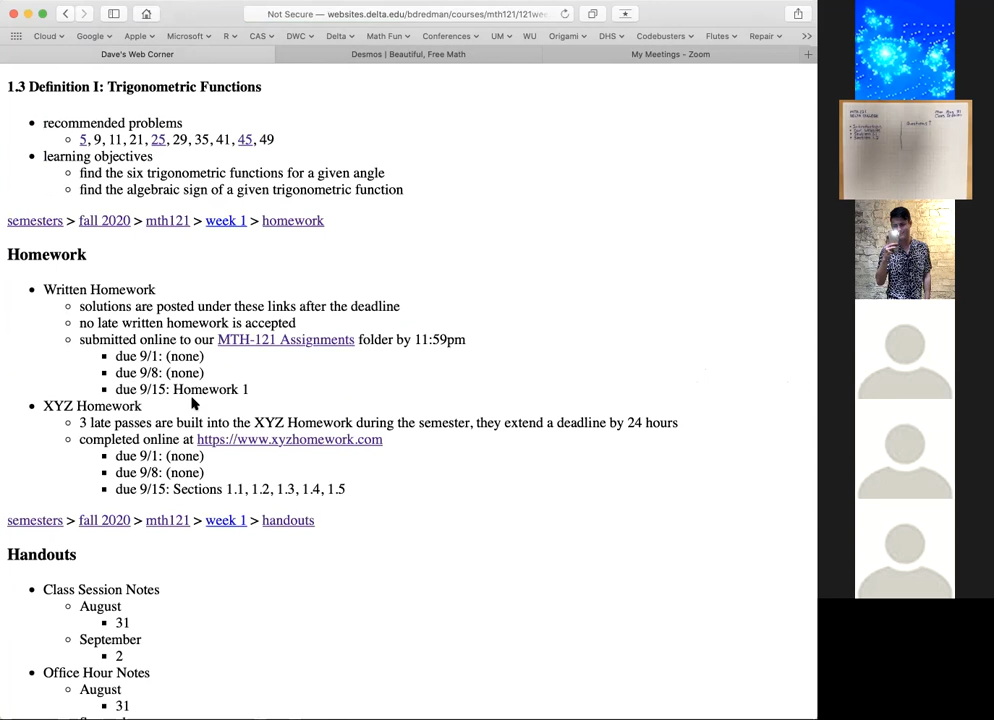 Not Secure — websites.delta.edu/bdredman/courses/mth121/121wee
Cloud Google Apple Microsoft R CAS DWC Delta Math Fun Conferences UM WU Origami DHS Codebusters Flutes Repair >>
Dave's Web Corner Desmos | Beautiful, Free Math My Meetings - Zoom +
1.3 Definition I: Trigonometric Functions
• recommended problems
5, 9, 11, 21, 25, 29, 35, 41, 45, 49
• learning objectives
find the six trigonometric functions for a given angle
find the algebraic sign of a given trigonometric function
semesters > fall 2020 > mth121 > week 1 > homework
Homework
• Written Homework
solutions are posted under these links after the deadline
no late written homework is accepted
submitted online to our MTH-121 Assignments folder by 11:59pm
due 9/1: (none)
due 9/8: (none)
due 9/15: Homework 1
• XYZ Homework
3 late passes are built into the XYZ Homework during the semester, they extend a deadline by 24 hours
completed online at https://www.xyzhomework.com
due 9/1: (none)
due 9/8: (none)
due 9/15: Sections 1.1, 1.2, 1.3, 1.4, 1.5
semesters > fall 2020 > mth121 > week 1 > handouts
Handouts
• Class Session Notes
August
31
September
2
• Office Hour Notes
August
31
MTH 121
DELTA COLLEGE
Questions?